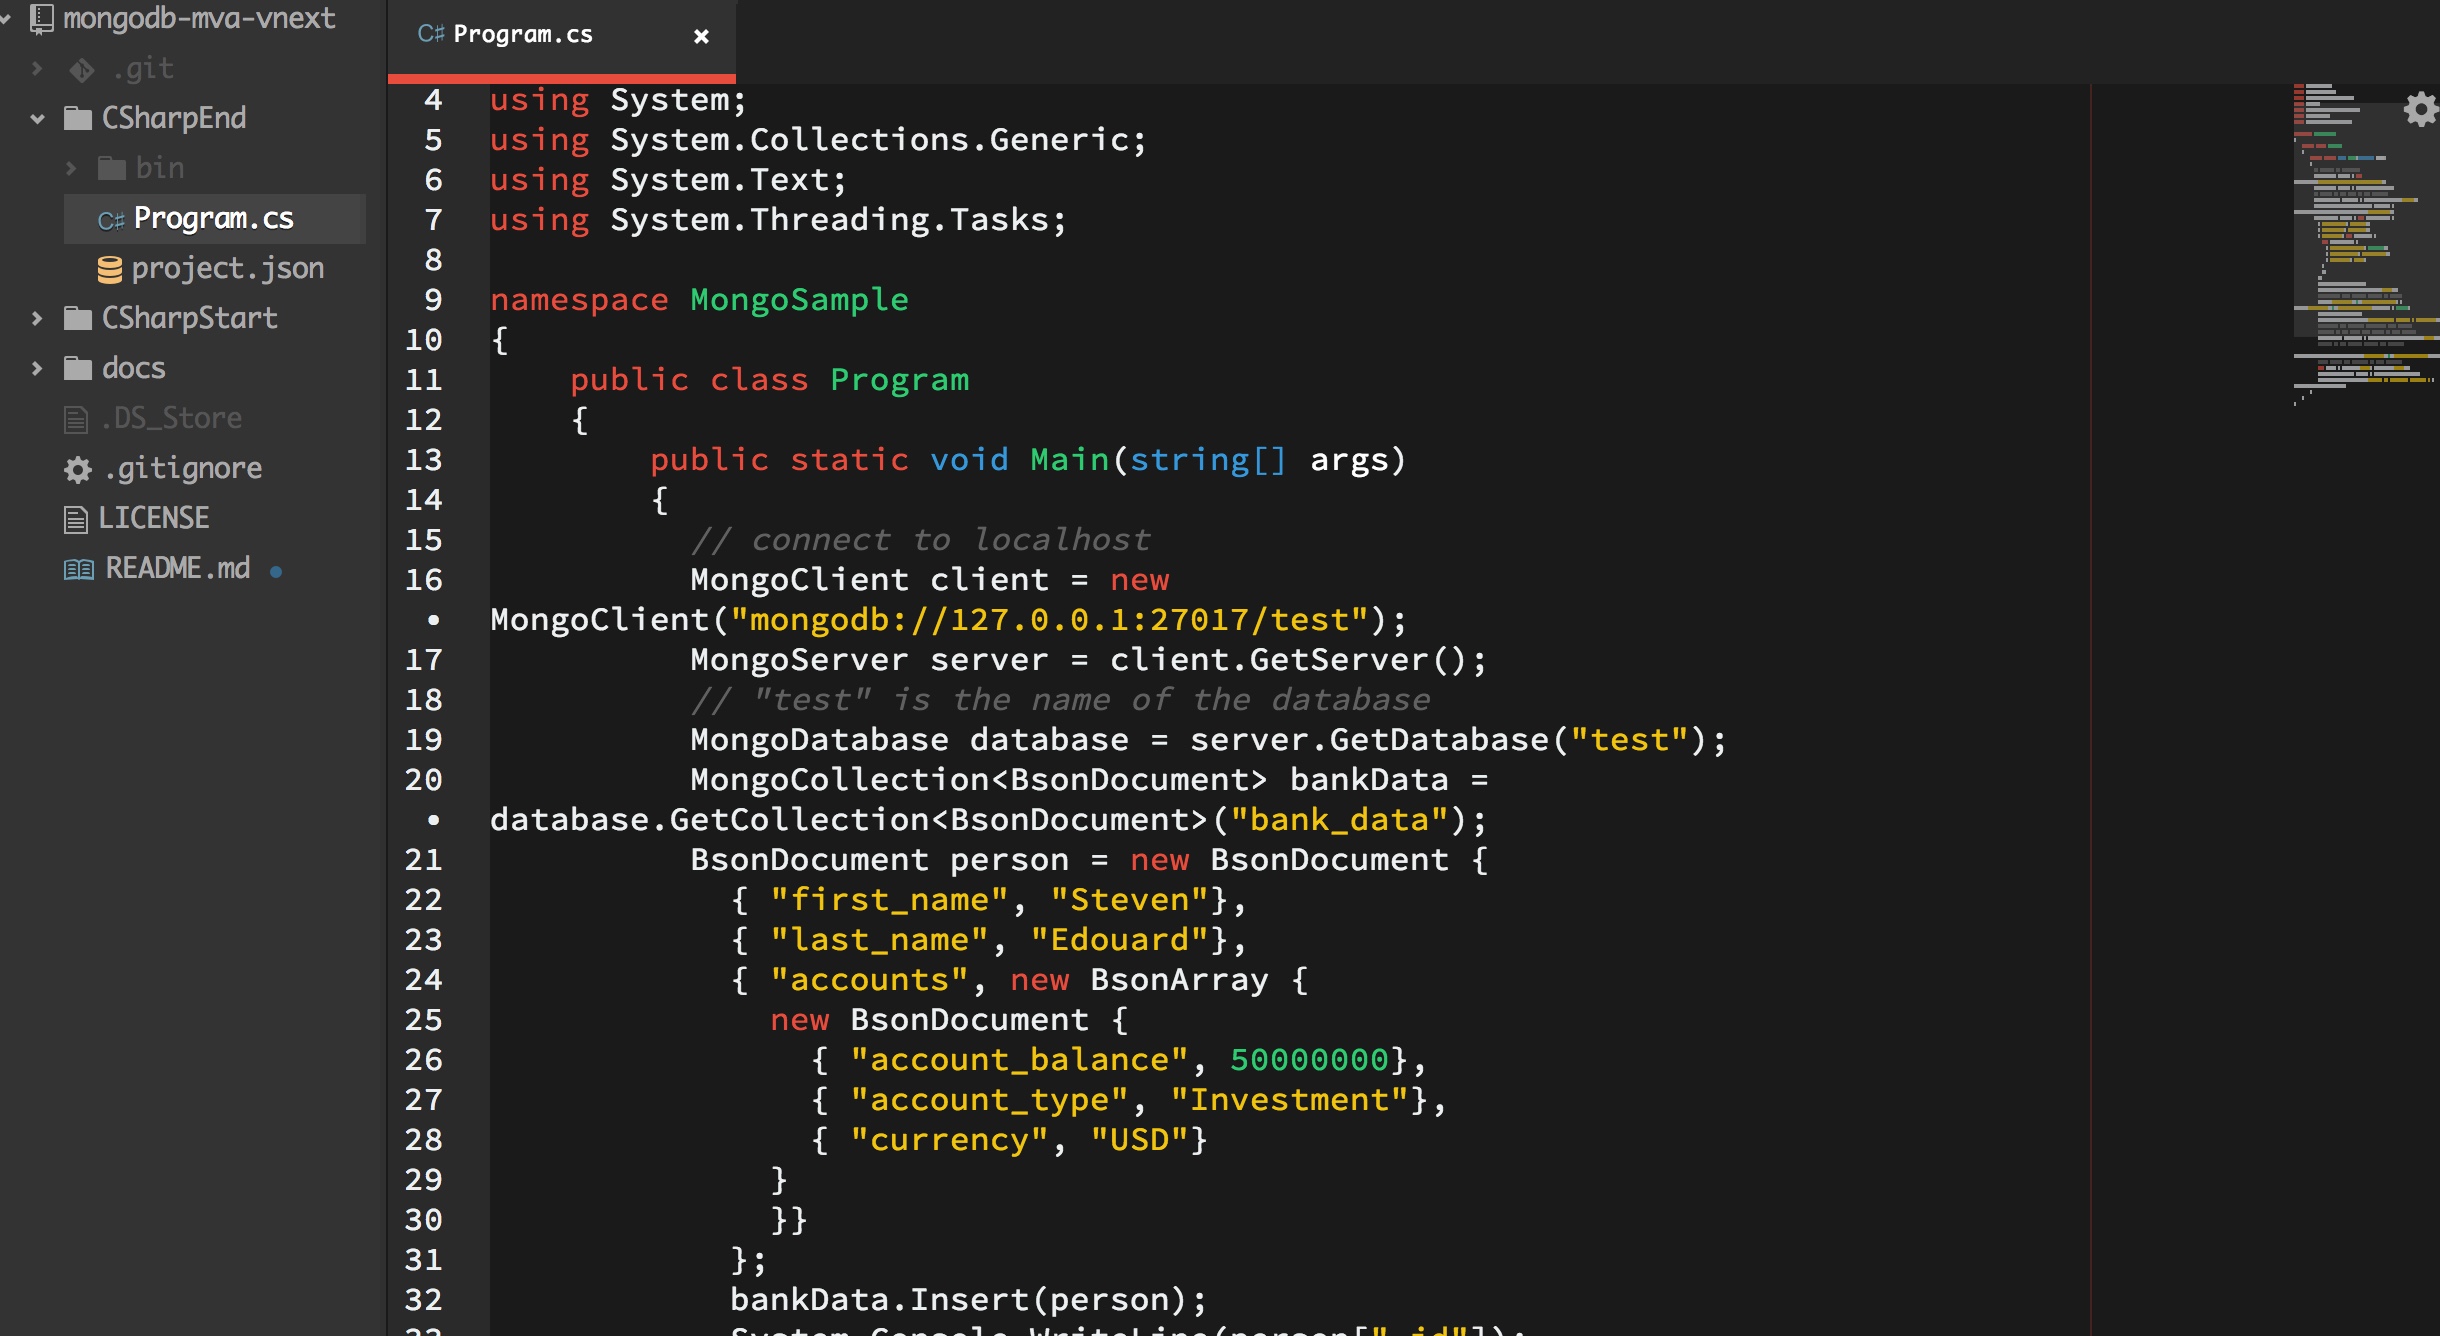 mongodb-mva-vnext
.git
CSharpEnd
bin
C# Program.cs
project.json
CSharpStart
docs
.DS_Store
.gitignore
LICENSE
README.md
C# Program.cs ×
4 using System;
5 using System.Collections.Generic;
6 using System.Text;
7 using System.Threading.Tasks;
8
9 namespace MongoSample
10 {
11 public class Program
12 {
13 public static void Main(string[] args)
14 {
15 // connect to localhost
16 MongoClient client = new
• MongoClient("mongodb://127.0.0.1:27017/test");
17 MongoServer server = client.GetServer();
18 // "test" is the name of the database
19 MongoDatabase database = server.GetDatabase("test");
20 MongoCollection<BsonDocument> bankData =
• database.GetCollection<BsonDocument>("bank_data");
21 BsonDocument person = new BsonDocument {
22 { "first_name", "Steven"},
23 { "last_name", "Edouard"},
24 { "accounts", new BsonArray {
25 new BsonDocument {
26 { "account_balance", 50000000},
27 { "account_type", "Investment"},
28 { "currency", "USD"}
29 }
30 }}
31 };
32 bankData.Insert(person);
33 System.Console.WriteLine(person["_id"]);